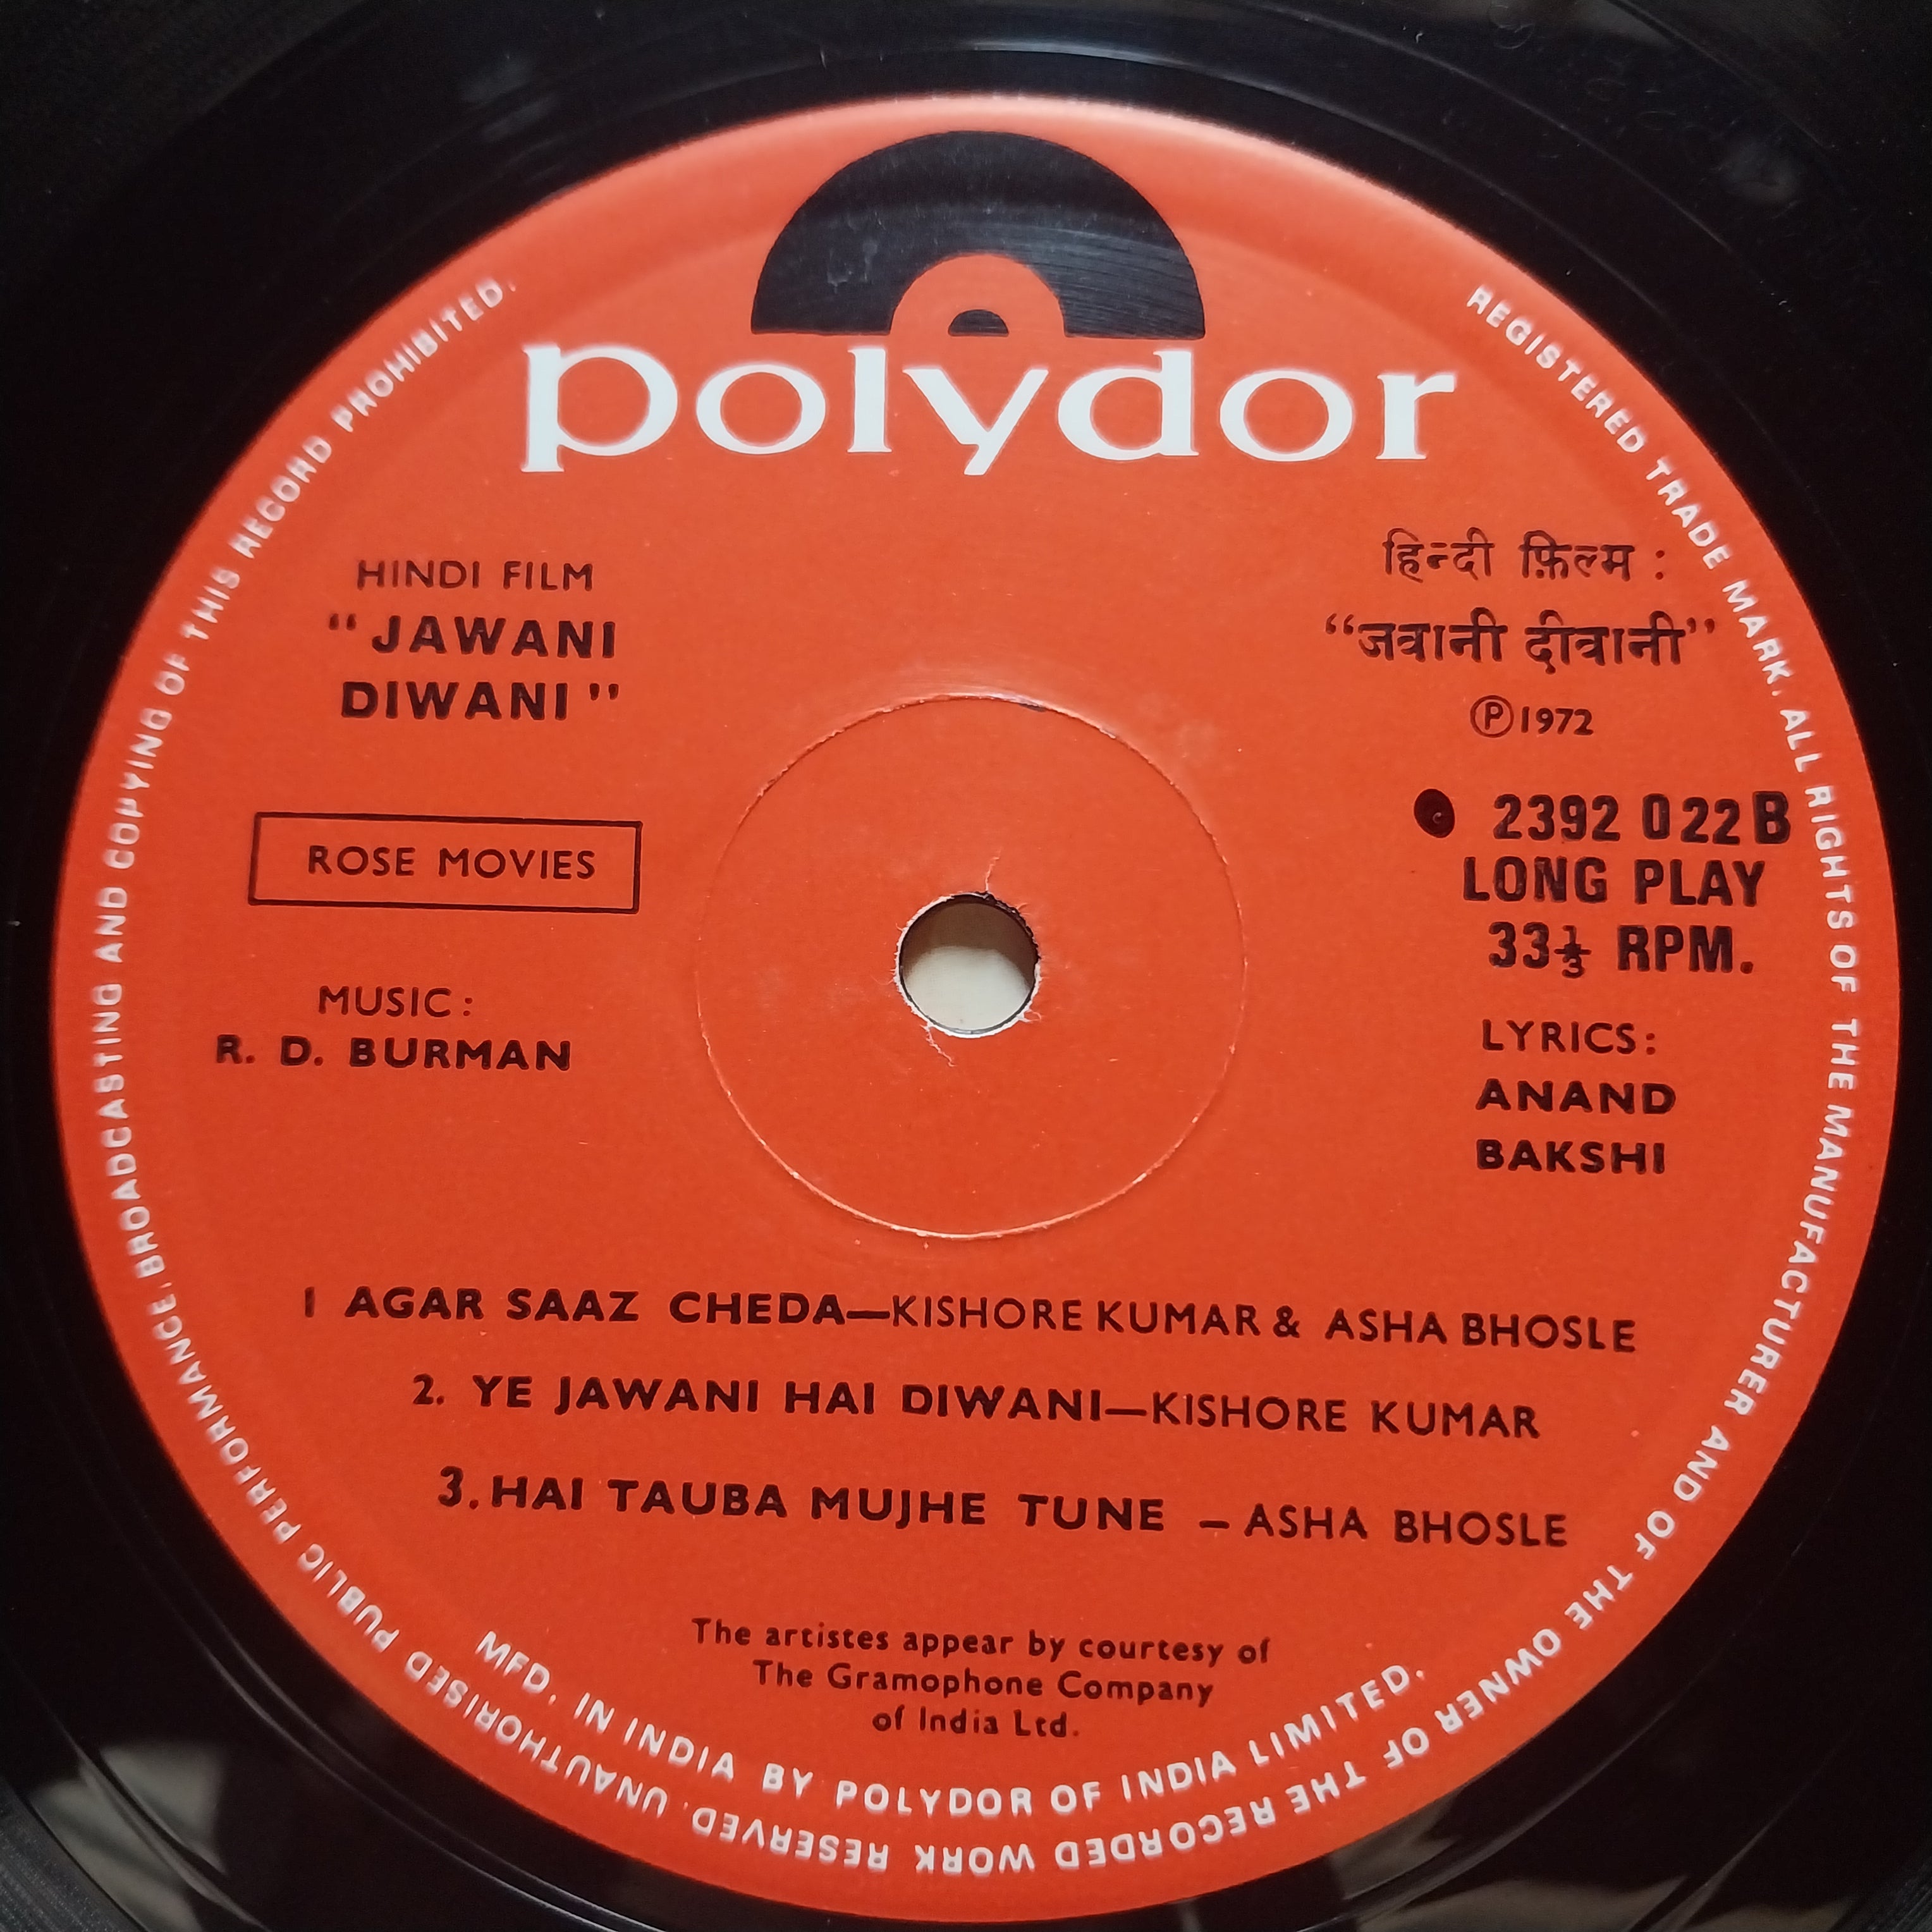 polydor
HINDI FILM
"JAWANI
DIWANI"
ROSE MOVIES
MUSIC:
R. D. BURMAN
हिन्दी फ़िल्म :
“जवानी दीवानी”
Ⓟ1972
2392 022 B
LONG PLAY
33⅓ RPM.
LYRICS:
ANAND
BAKSHI
1 AGAR SAAZ CHEDA—KISHORE KUMAR & ASHA BHOSLE
2. YE JAWANI HAI DIWANI—KISHORE KUMAR
3. HAI TAUBA MUJHE TUNE – ASHA BHOSLE
The artistes appear by courtesy of
The Gramophone Company
of India Ltd.
MFD. IN INDIA BY POLYDOR OF INDIA LIMITED.
REGISTERED TRADE MARK. ALL RIGHTS OF THE MANUFACTURER AND OF THE OWNER OF THE RECORDED WORK RESERVED. UNAUTHORISED PUBLIC PERFORMANCE, BROADCASTING AND COPYING OF THIS RECORD PROHIBITED.